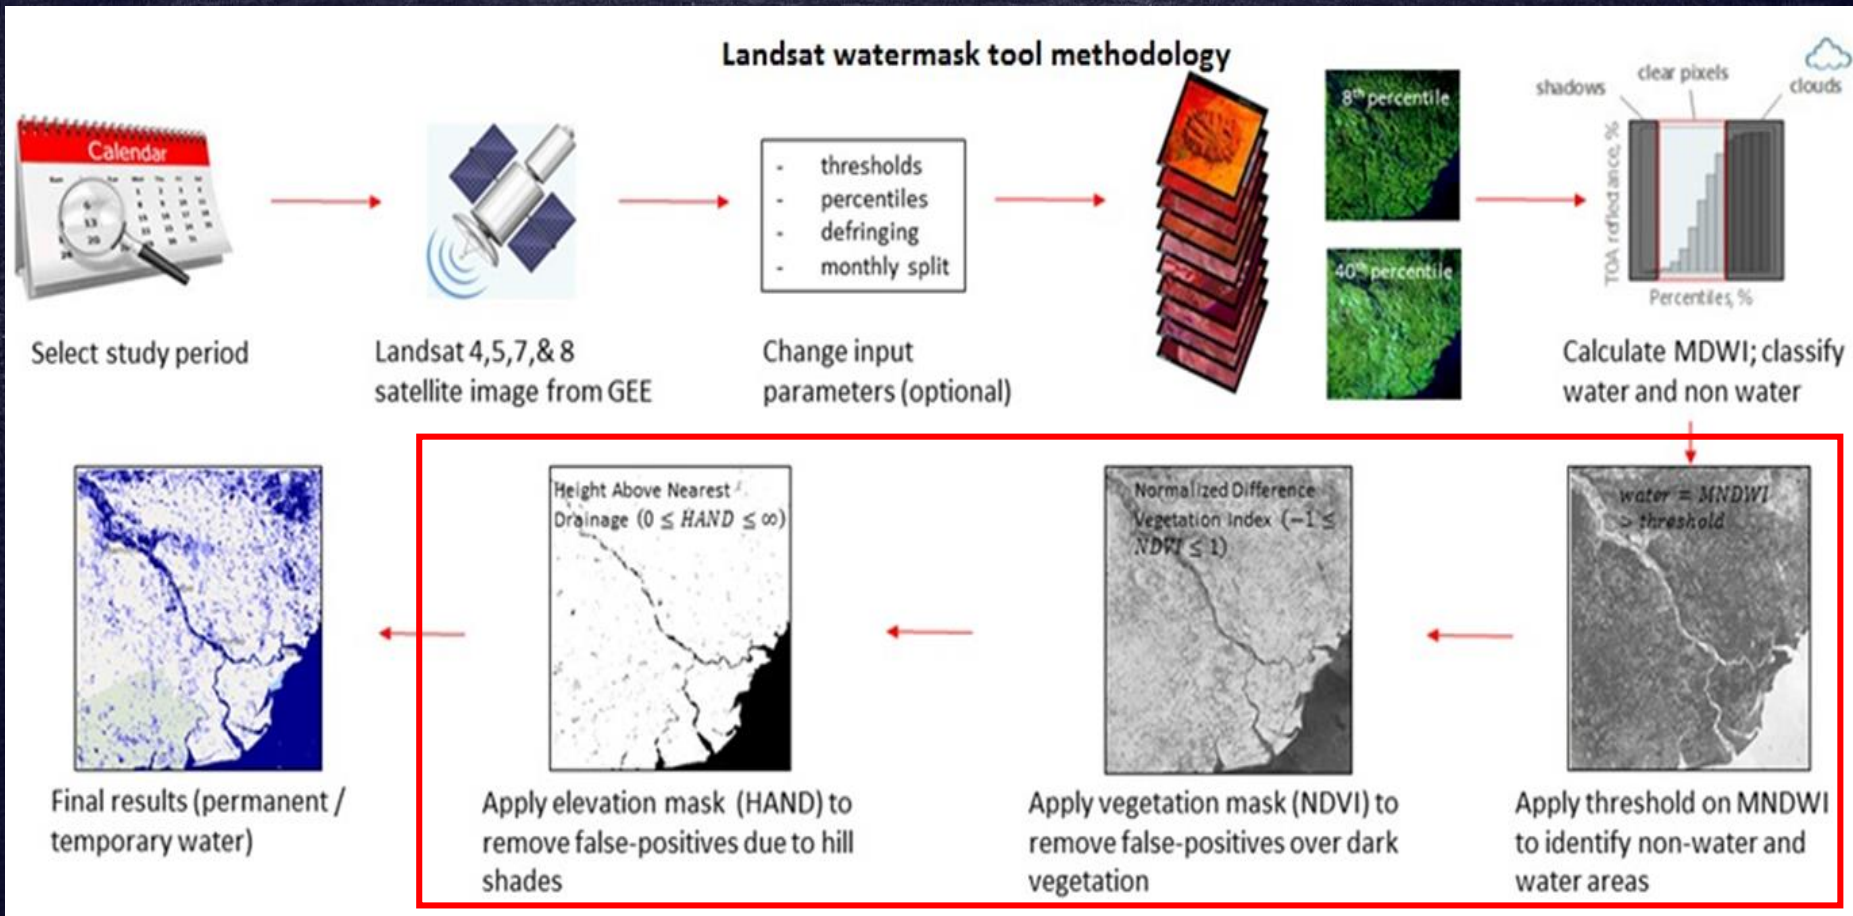 Landsat watermask tool methodology
Calendar
Select study period
Landsat 4,5,7,& 8
satellite image from GEE
- thresholds
- percentiles
- defringing
- monthly split
Change input
parameters (optional)
8th percentile
40th percentile
shadows
clear pixels
clouds
TOA reflectance, %
Percentiles, %
Calculate MDWI; classify
water and non water
water = MNDWI
> threshold
Apply threshold on MNDWI
to identify non-water and
water areas
Normalized Difference
Vegetation Index (−1 ≤
NDVI ≤ 1)
Apply vegetation mask (NDVI) to
remove false-positives over dark
vegetation
Height Above Nearest
Drainage (0 ≤ HAND ≤ ∞)
Apply elevation mask (HAND) to
remove false-positives due to hill
shades
Final results (permanent /
temporary water)